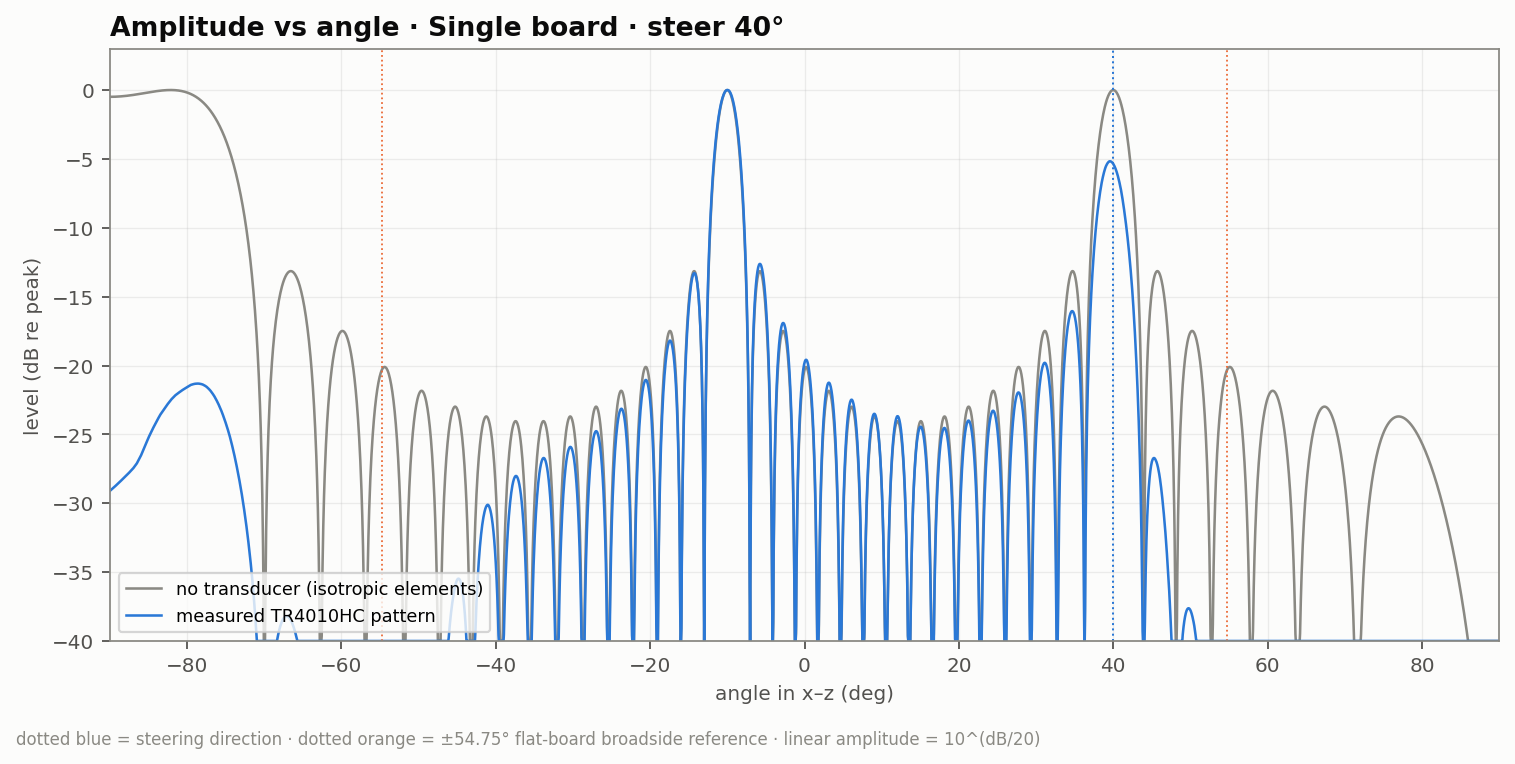 Amplitude vs angle · Single board · steer 40°
level (dB re peak)
0
−5
−10
−15
−20
−25
−30
−35
−40
no transducer (isotropic elements)
measured TR4010HC pattern
−80 −60 −40 −20 0 20 40 60 80
angle in x–z (deg)
dotted blue = steering direction · dotted orange = ±54.75° flat-board broadside reference · linear amplitude = 10^(dB/20)